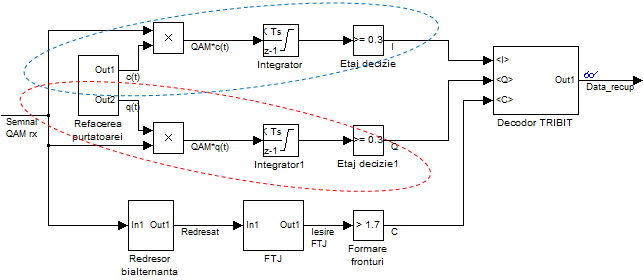 K Ts
z-1
Integrator
>= 0.3
I
Etaj decizie
QAM*c(t)
Out1
c(t)
Out2
q(t)
Refacerea
purtatoarei
Semnal
QAM rx
QAM*q(t)
K Ts
z-1
Integrator1
>= 0.3
Q
Etaj decizie1
<I>
<Q>
<C>
Out1
Decodor TRIBIT
Data_recup
In1 Out1
Redresor
bialternanta
Redresat
In1 Out1
FTJ
Iesire
FTJ
> 1.7
Formare
fronturi
C